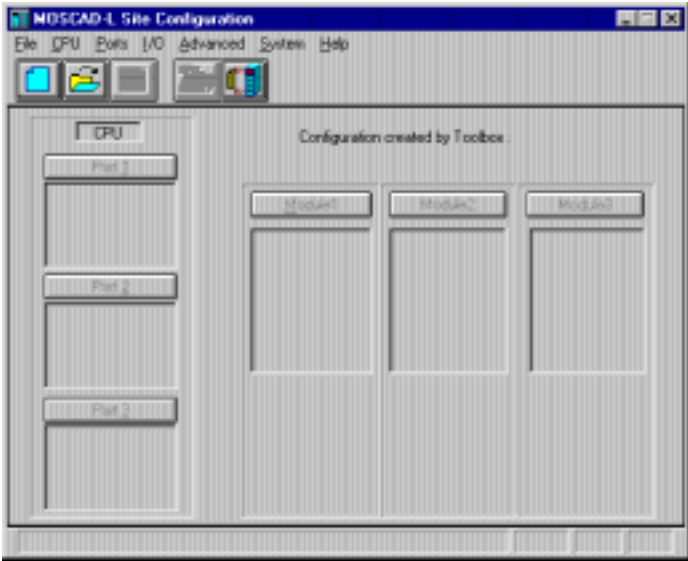 MOSCAD-L Site Configuration
File CPU Ports I/O Advanced System Help
CPU
Configuration created by Toolbox :
Port 1
Module1 Module2 Module3
Port 2
Port 3